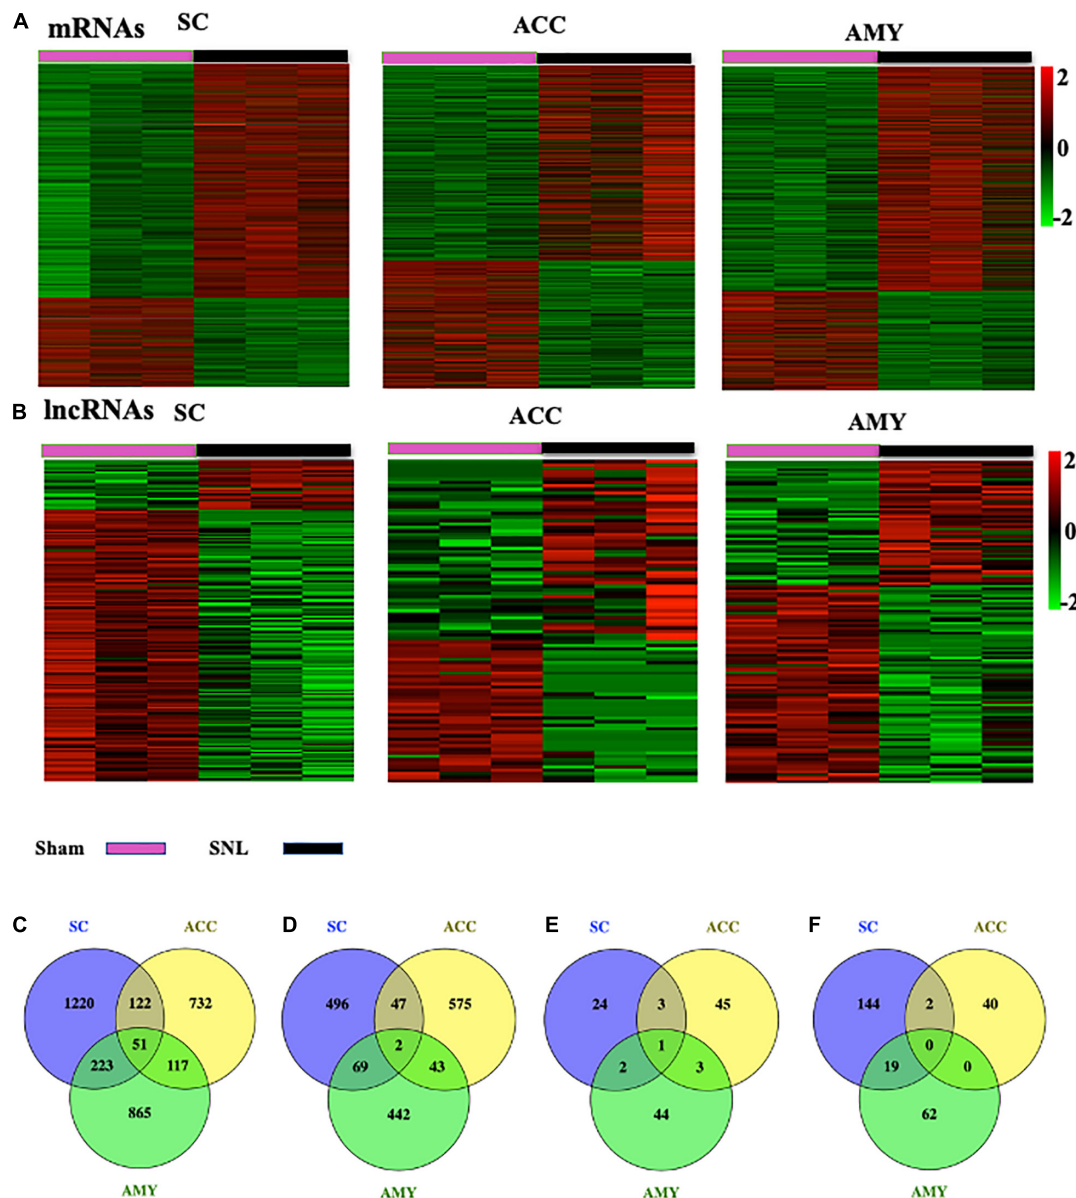 A mRNAs SC ACC AMY
2
0
-2
B lncRNAs SC ACC AMY
2
0
-2
Sham SNL
C SC ACC
1220 122 732
51
223 117
865
AMY
D SC ACC
496 47 575
2
69 43
442
AMY
E SC ACC
24 3 45
1
2 3
44
AMY
F SC ACC
144 2 40
0
19 0
62
AMY